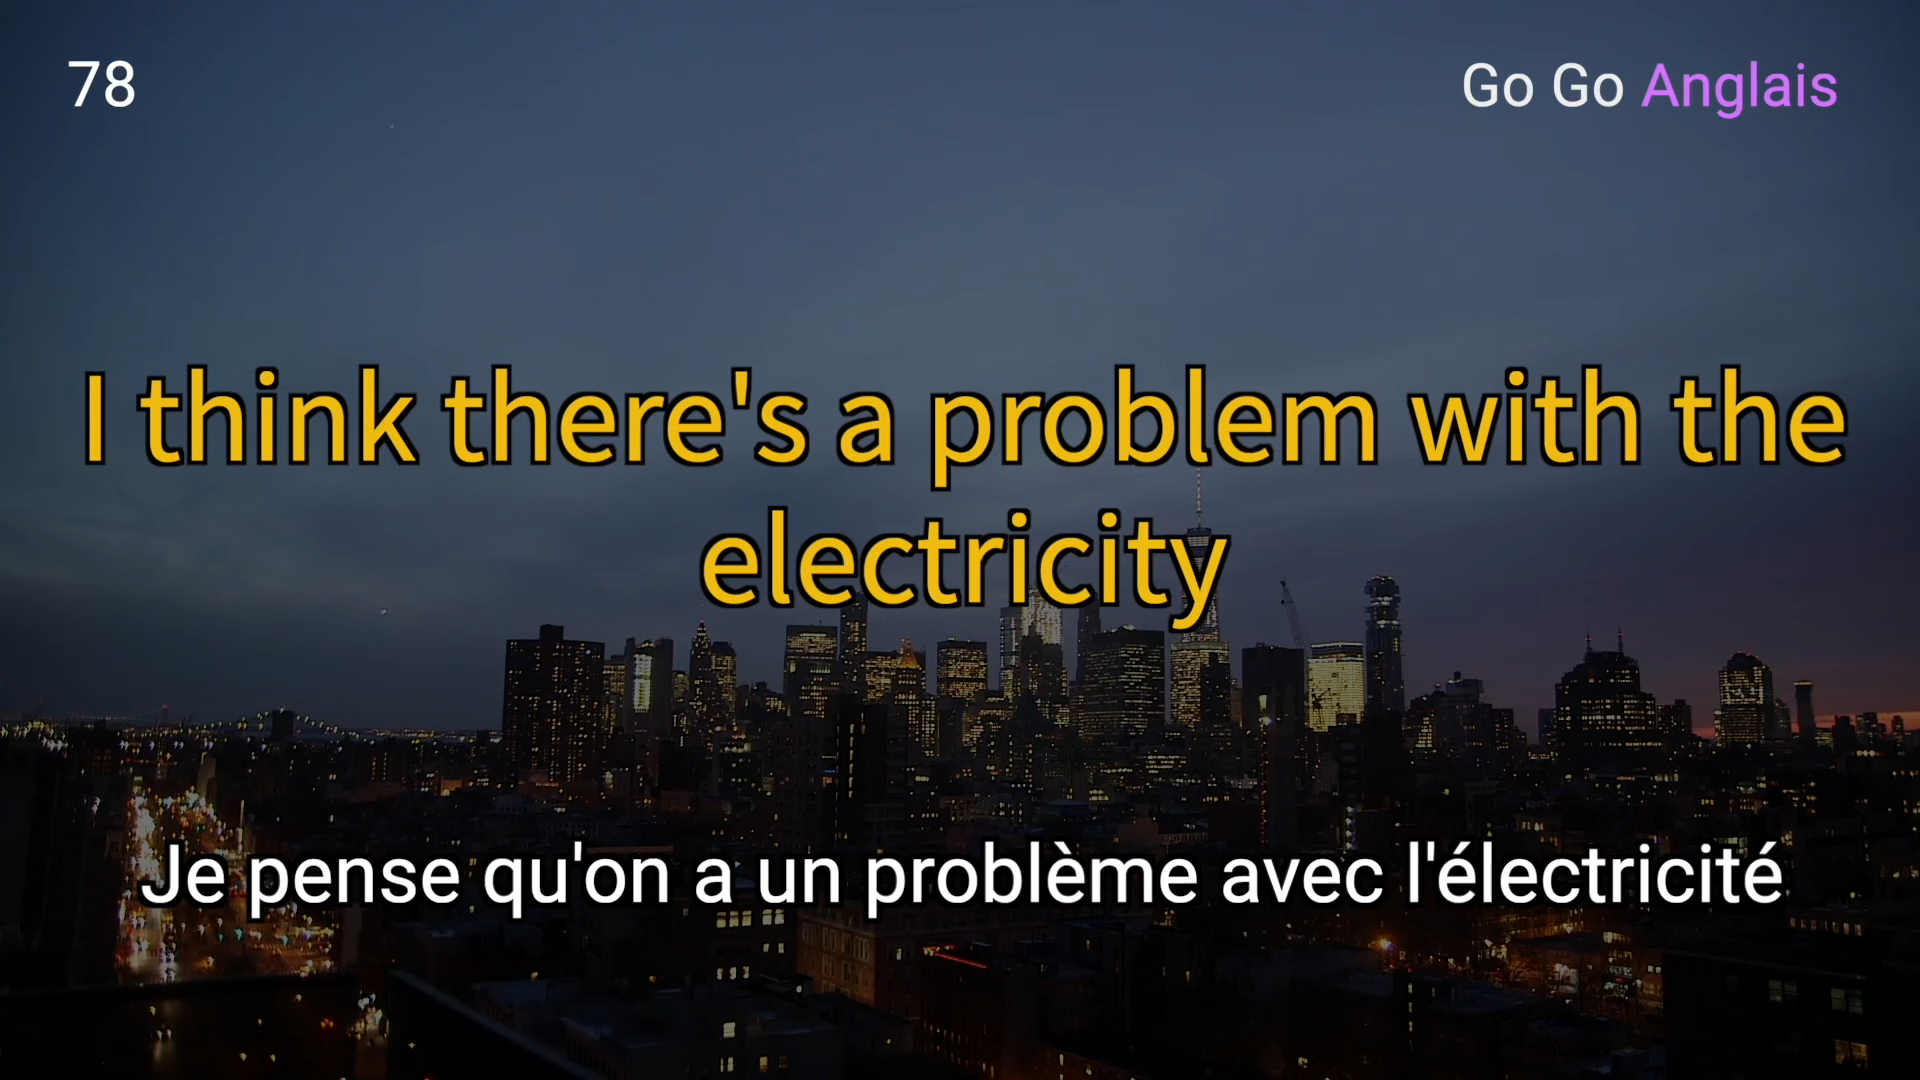 78
Go Go Anglais
I think there's a problem with the
electricity
Je pense qu'on a un problème avec l'électricité